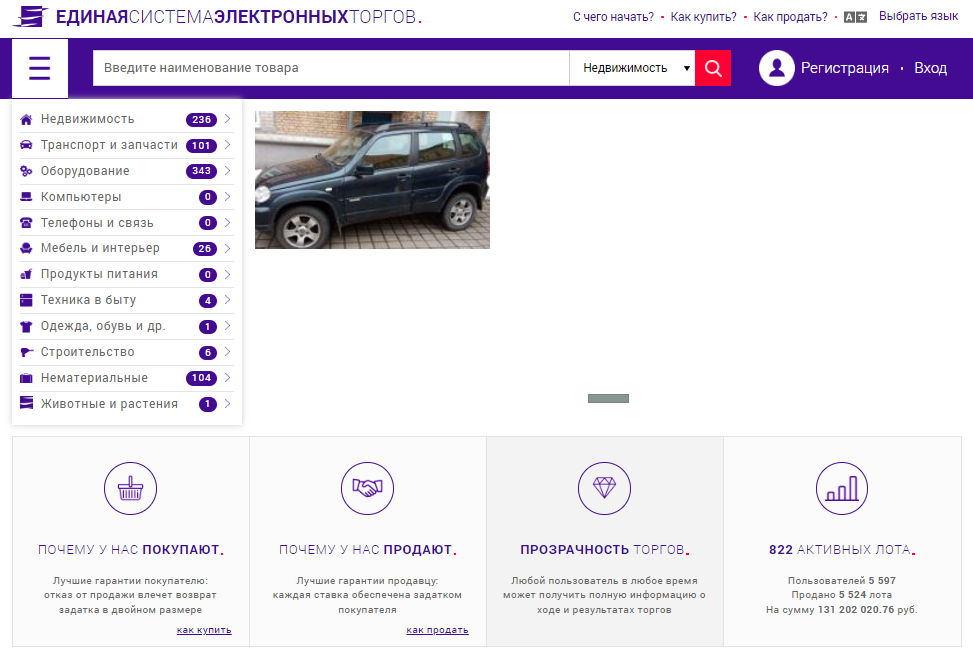 ЕДИНАЯСИСТЕМАЭЛЕКТРОННЫХТОРГОВ.
С чего начать? • Как купить? • Как продать? • Выбрать язык
Введите наименование товара
Недвижимость
Регистрация · Вход
Недвижимость 236
Транспорт и запчасти 101
Оборудование 343
Компьютеры 0
Телефоны и связь 0
Мебель и интерьер 26
Продукты питания 0
Техника в быту 4
Одежда, обувь и др. 1
Строительство 6
Нематериальные 104
Животные и растения 1
ПОЧЕМУ У НАС ПОКУПАЮТ.
Лучшие гарантии покупателю:
отказ от продажи влечет возврат
задатка в двойном размере
как купить
ПОЧЕМУ У НАС ПРОДАЮТ.
Лучшие гарантии продавцу:
каждая ставка обеспечена задатком
покупателя
как продать
ПРОЗРАЧНОСТЬ ТОРГОВ.
Любой пользователь в любое время
может получить полную информацию о
ходе и результатах торгов
822 АКТИВНЫХ ЛОТА.
Пользователей 5 597
Продано 5 524 лота
На сумму 131 202 020.76 руб.